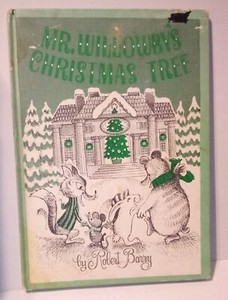 MR. WILLOWBY'S
CHRISTMAS TREE
by Robert Barry